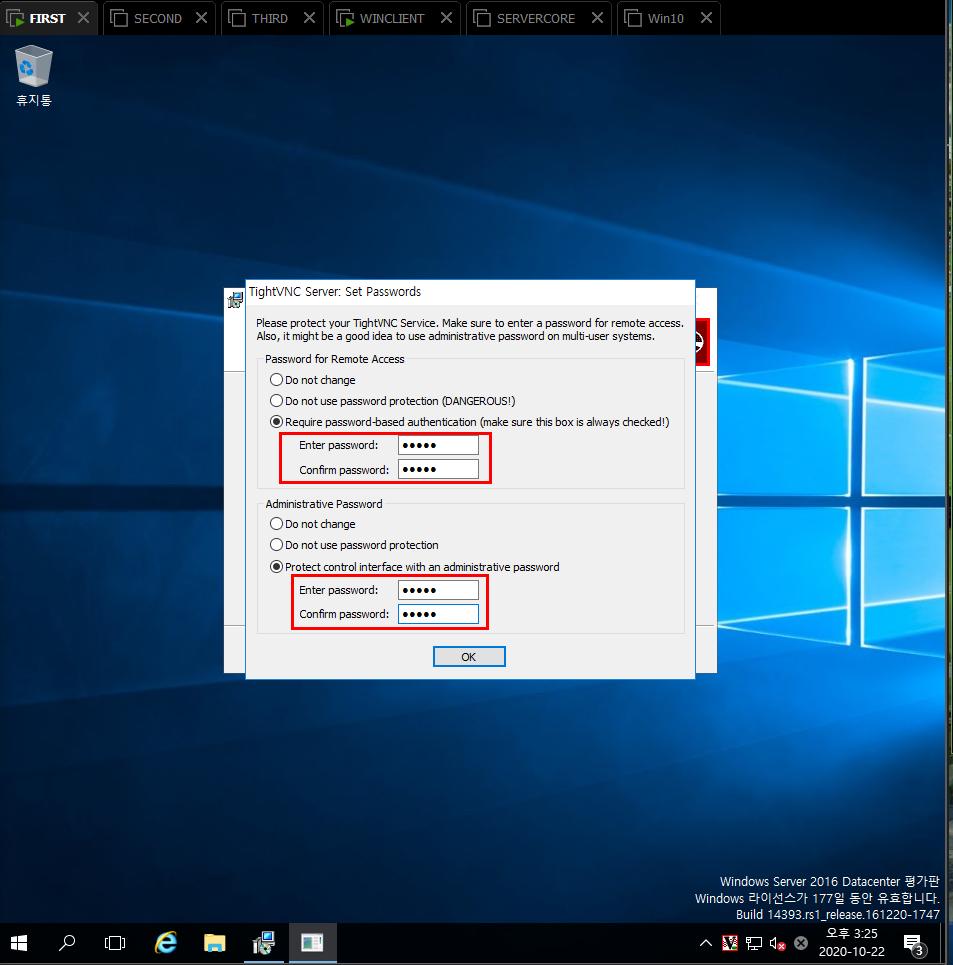 FIRST
SECOND
THIRD
WINCLIENT
SERVERCORE
Win10
휴지통
TightVNC Server: Set Passwords
Please protect your TightVNC Service. Make sure to enter a password for remote access.
Also, it might be a good idea to use administrative password on multi-user systems.
Password for Remote Access
Do not change
Do not use password protection (DANGEROUS!)
Require password-based authentication (make sure this box is always checked!)
Enter password: •••••
Confirm password: •••••
Administrative Password
Do not change
Do not use password protection
Protect control interface with an administrative password
Enter password: •••••
Confirm password: •••••
OK
Windows Server 2016 Datacenter 평가판
Windows 라이선스가 177일 동안 유효합니다.
Build 14393.rs1_release.161220-1747
오후 3:25
2020-10-22
3